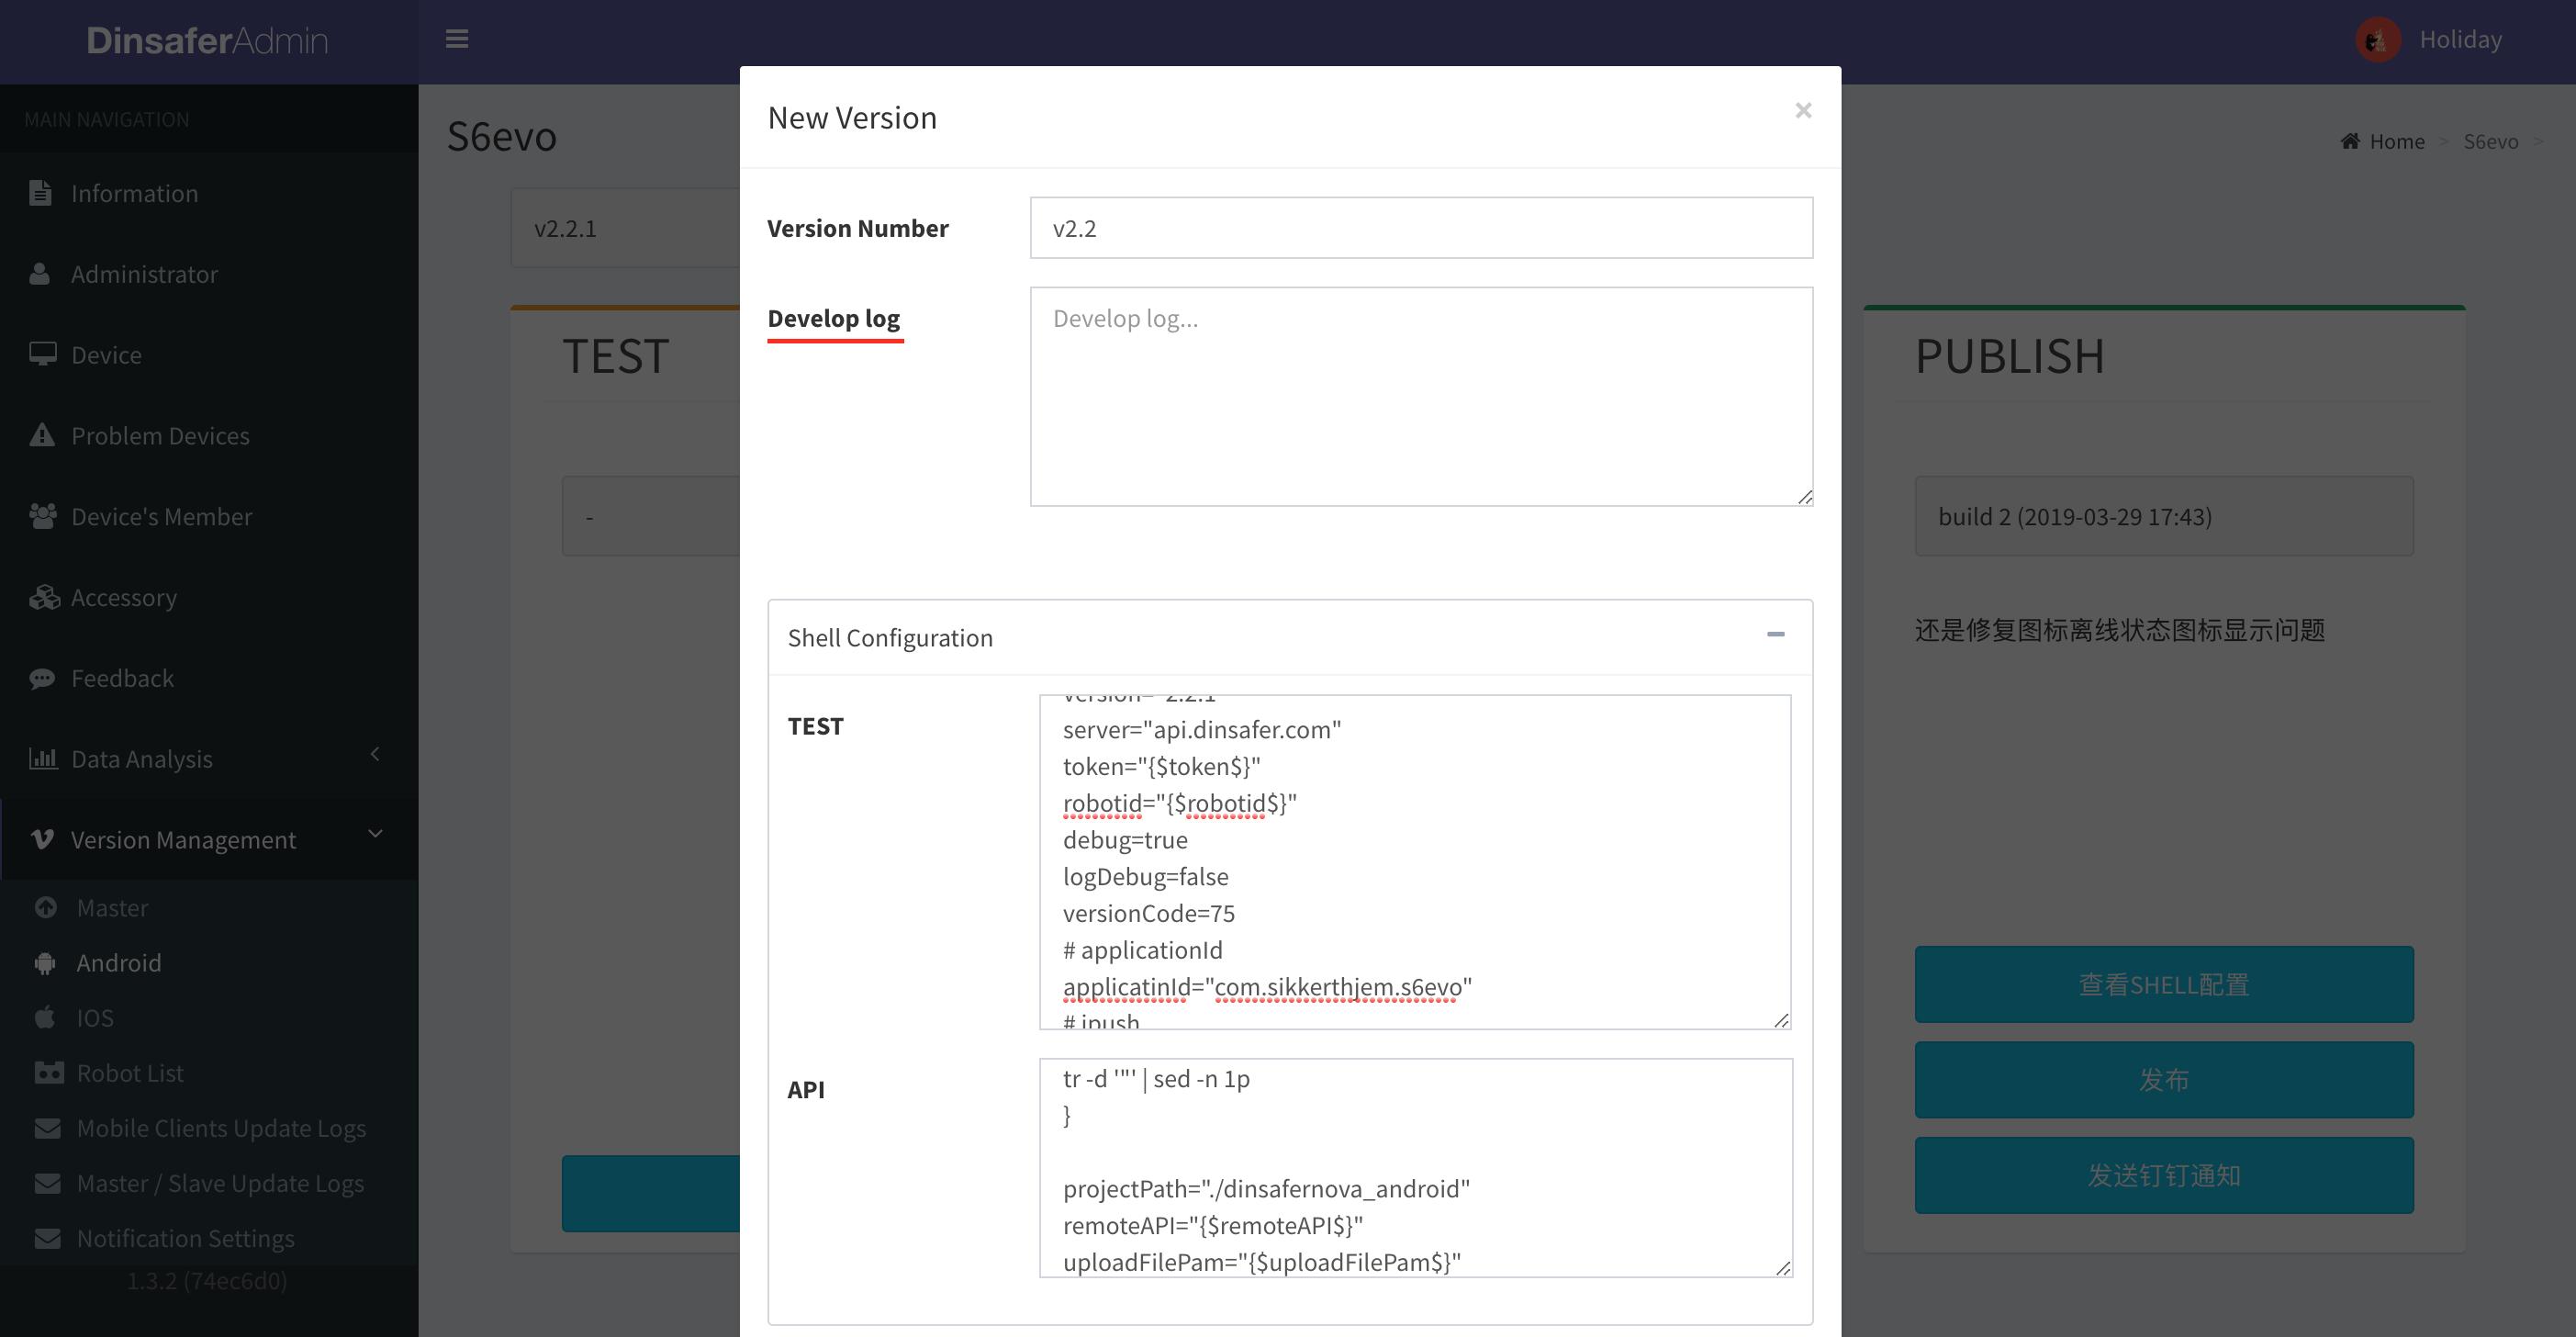 DinsaferAdmin
Holiday
MAIN NAVIGATION
Information
Administrator
Device
Problem Devices
Device's Member
Accessory
Feedback
Data Analysis
Version Management
Master
Android
IOS
Robot List
Mobile Clients Update Logs
Master / Slave Update Logs
Notification Settings
1.3.2 (74ec6d0)
S6evo
Home > S6evo >
v2.2.1
TEST
-
New Version
×
Version Number
v2.2
Develop log
Develop log...
Shell Configuration
TEST
version="2.2.1"
server="api.dinsafer.com"
token="{$token$}"
robotid="{$robotid$}"
debug=true
logDebug=false
versionCode=75
# applicationId
applicatinId="com.sikkerthjem.s6evo"
# jpush
API
tr -d '"' | sed -n 1p
}
projectPath="./dinsafernova_android"
remoteAPI="{$remoteAPI$}"
uploadFilePam="{$uploadFilePam$}"
PUBLISH
build 2 (2019-03-29 17:43)
还是修复图标离线状态图标显示问题
查看SHELL配置
发布
发送钉钉通知